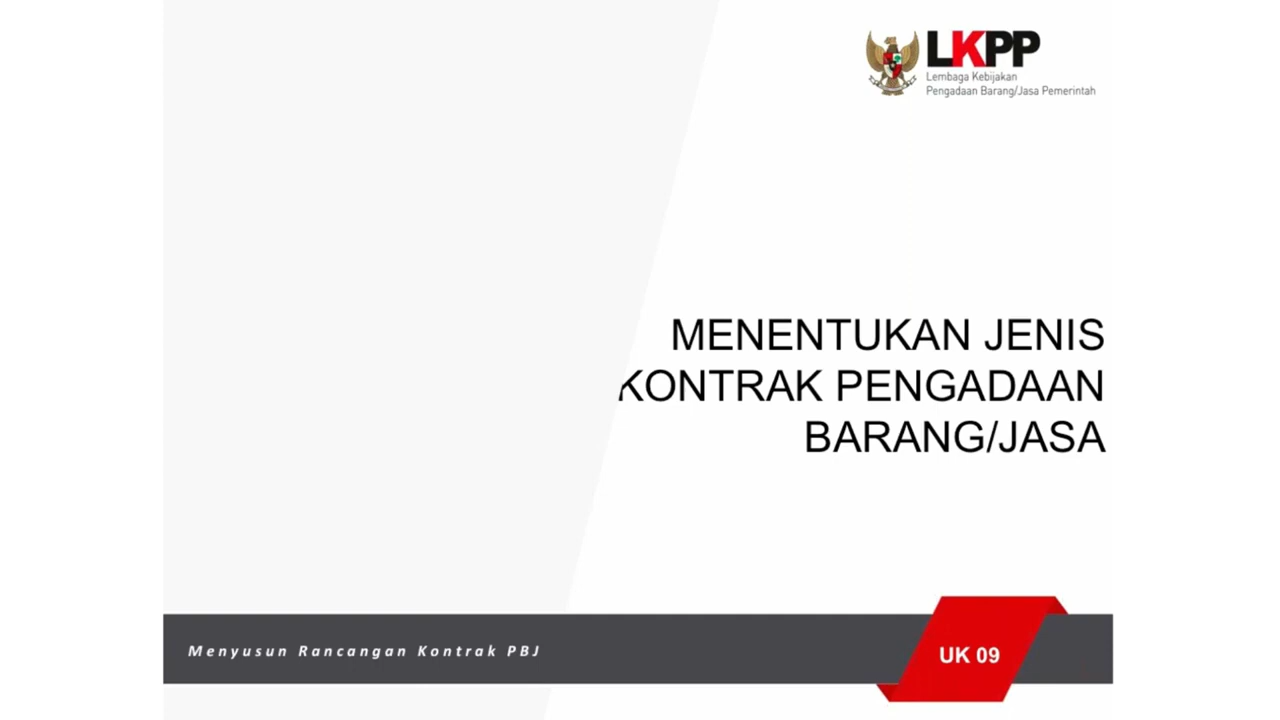 LKPP
Lembaga Kebijakan
Pengadaan Barang/Jasa Pemerintah
MENENTUKAN JENIS
KONTRAK PENGADAAN
BARANG/JASA
Menyusun Rancangan Kontrak PBJ
UK 09